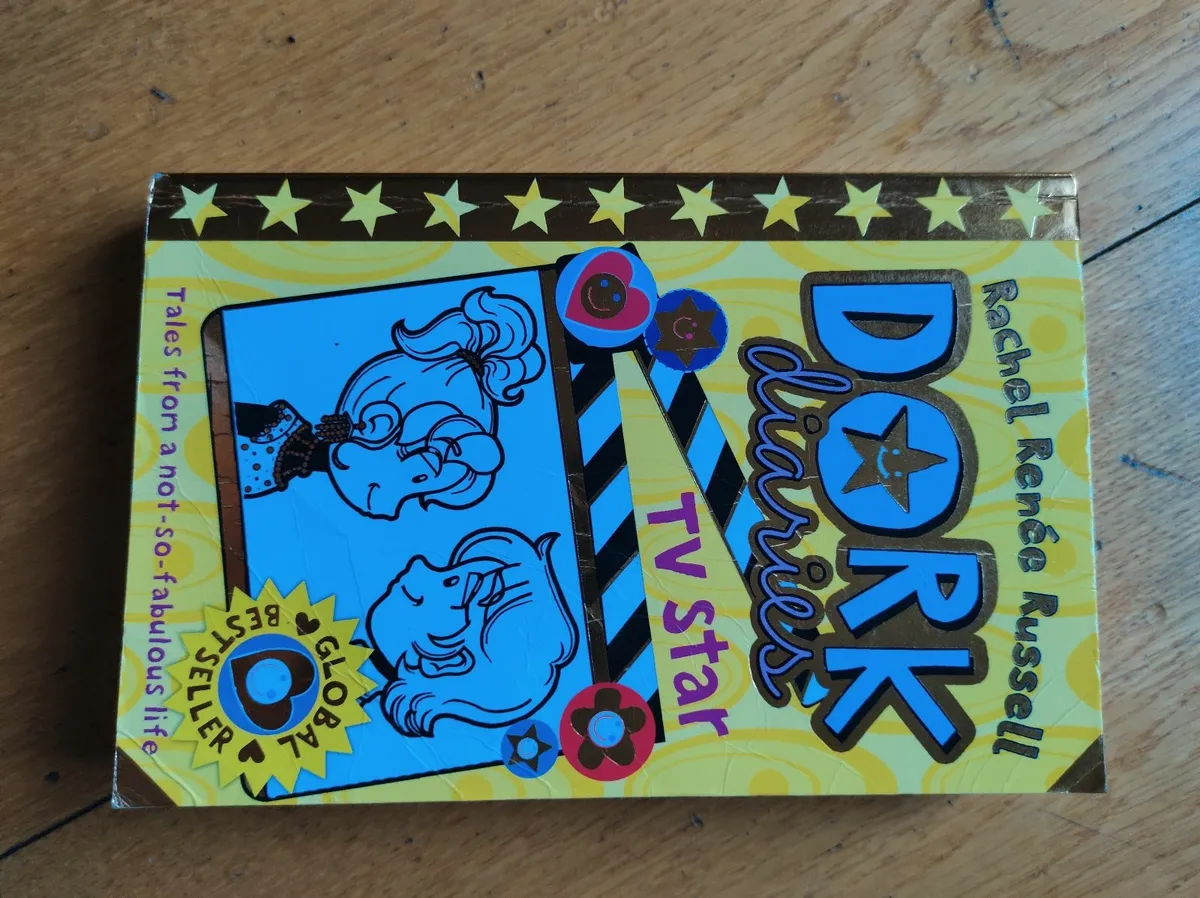 Rachel Renée Russell
DORK
diaries
TV Star
GLOBAL
BESTSELLER
Tales from a not-so-fabulous life